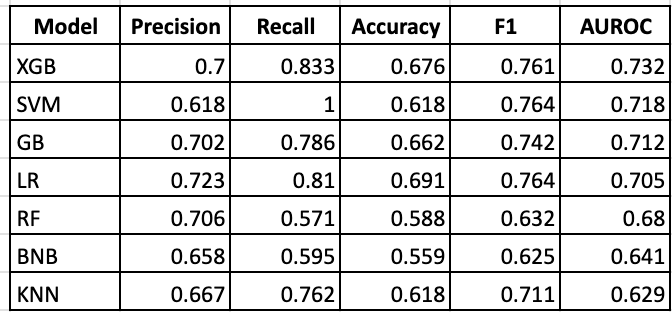 Model Precision Recall Accuracy F1 AUROC
XGB 0.7 0.833 0.676 0.761 0.732
SVM 0.618 1 0.618 0.764 0.718
GB 0.702 0.786 0.662 0.742 0.712
LR 0.723 0.81 0.691 0.764 0.705
RF 0.706 0.571 0.588 0.632 0.68
BNB 0.658 0.595 0.559 0.625 0.641
KNN 0.667 0.762 0.618 0.711 0.629